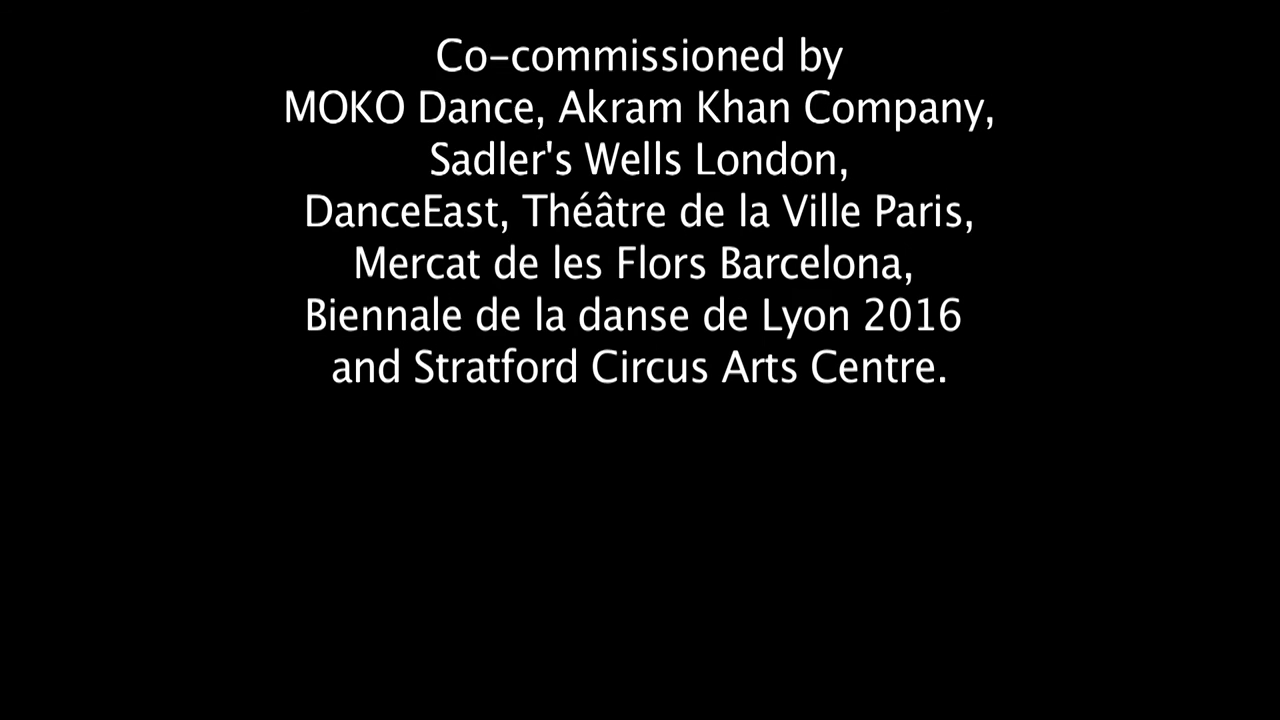 Co-commissioned by
MOKO Dance, Akram Khan Company,
Sadler's Wells London,
DanceEast, Théâtre de la Ville Paris,
Mercat de les Flors Barcelona,
Biennale de la danse de Lyon 2016
and Stratford Circus Arts Centre.